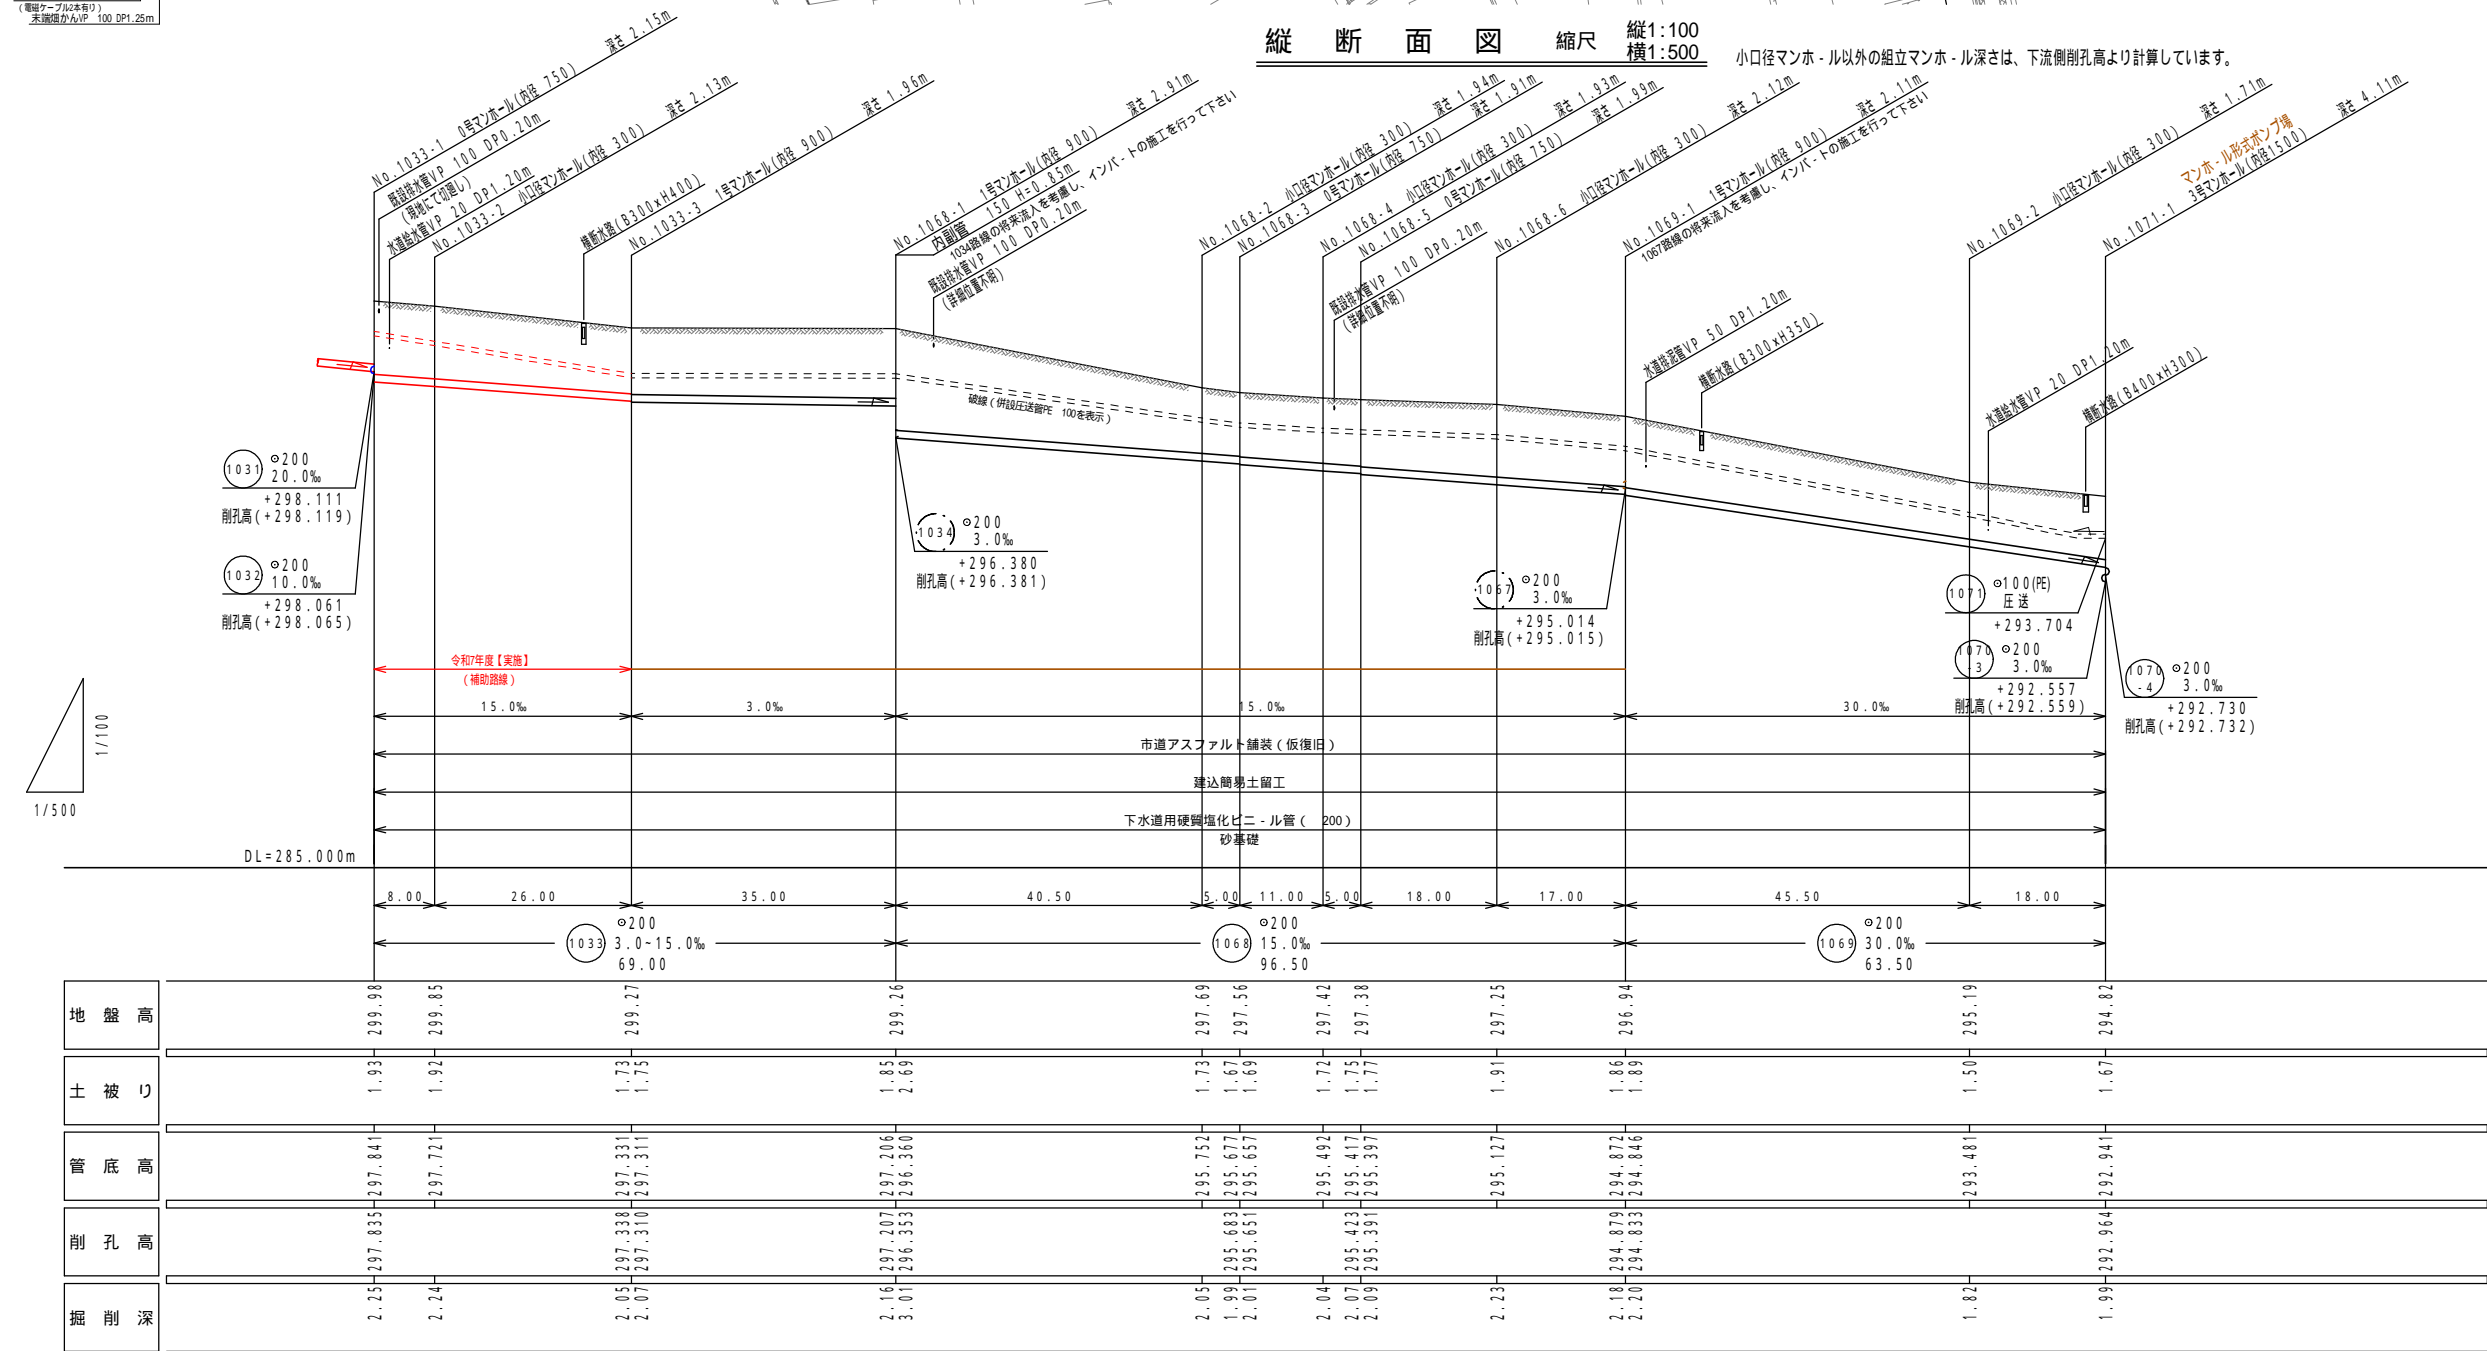 (電磁ケーブル2本有り)
末端畑かんVP 100 DP1.25m
縦断面図 縮尺 縦1:100
横1:500
小口径マンホ-ル以外の組立マンホ-ル深さは、下流側削孔高より計算しています。
No.1033-1 0号マンホール(内径 750) 深さ 2.15m
既設排水管VP 100 DP0.20m
(現地にて切廻し)
水道給水管VP 20 DP1.20m
No.1033-2 小口径マンホール(内径 300) 深さ 2.13m
横断水路(B300xH400)
No.1033-3 1号マンホール(内径 900) 深さ 1.96m
No.1068-1 1号マンホール(内径 900) 深さ 2.91m
内副管 150 H=0.85m
1034路線の将来流入を考慮し、インバ-トの施工を行って下さい
既設排水管VP 100 DP0.20m
(詳細位置不明)
No.1068-2 小口径マンホール(内径 300) 深さ 1.94m
No.1068-3 0号マンホール(内径 750) 深さ 1.91m
No.1068-4 小口径マンホール(内径 300) 深さ 1.93m
No.1068-5 0号マンホール(内径 750) 深さ 1.99m
既設排水管VP 100 DP0.20m
(詳細位置不明)
No.1068-6 小口径マンホール(内径 300) 深さ 2.12m
No.1069-1 1号マンホール(内径 900) 深さ 2.11m
1067路線の将来流入を考慮し、インバ-トの施工を行って下さい
水道排泥管VP 50 DP1.20m
横断水路(B300xH350)
No.1069-2 小口径マンホール(内径 300) 深さ 1.71m
マンホ-ル形式ポンプ場
No.1071-1 3号マンホール(内径1500) 深さ 4.11m
水道給水管VP 20 DP1.20m
横断水路(B400xH300)
破線(併設圧送管PE 100を表示)
1031 ⊙200
20.0‰
+298.111
削孔高(+298.119)
1032 ⊙200
10.0‰
+298.061
削孔高(+298.065)
1034 ⊙200
3.0‰
+296.380
削孔高(+296.381)
1067 ⊙200
3.0‰
+295.014
削孔高(+295.015)
1071 ⊙100(PE)
圧送
+293.704
1070-3 ⊙200
3.0‰
+292.557
削孔高(+292.559)
1070-4 ⊙200
3.0‰
+292.730
削孔高(+292.732)
令和7年度【実施】
(補助路線)
15.0‰ 3.0‰ 15.0‰ 30.0‰
市道アスファルト舗装(仮復旧)
建込簡易土留工
下水道用硬質塩化ビニ-ル管( 200)
砂基礎
1/100
1/500
DL=285.000m
8.00 26.00 35.00 40.50 5.00 11.00 5.00 18.00 17.00 45.50 18.00
1033 ⊙200
3.0~15.0‰
69.00
1068 ⊙200
15.0‰
96.50
1069 ⊙200
30.0‰
63.50
地盤高 299.98 299.85 299.27 299.26 297.69 297.56 297.42 297.38 297.25 296.94 295.19 294.82
土被り 1.93 1.92 1.73 1.75 1.85 2.69 1.73 1.67 1.69 1.72 1.75 1.77 1.91 1.86 1.89 1.50 1.67
管底高 297.841 297.721 297.331 297.311 297.206 296.360 295.752 295.677 295.657 295.492 295.417 295.397 295.127 294.872 294.846 293.481 292.941
削孔高 297.835 297.338 297.310 297.207 296.353 295.683 295.651 295.423 295.391 294.879 294.833 292.964
掘削深 2.25 2.24 2.05 2.07 2.16 3.01 2.05 1.99 2.01 2.04 2.07 2.09 2.23 2.18 2.20 1.82 1.99